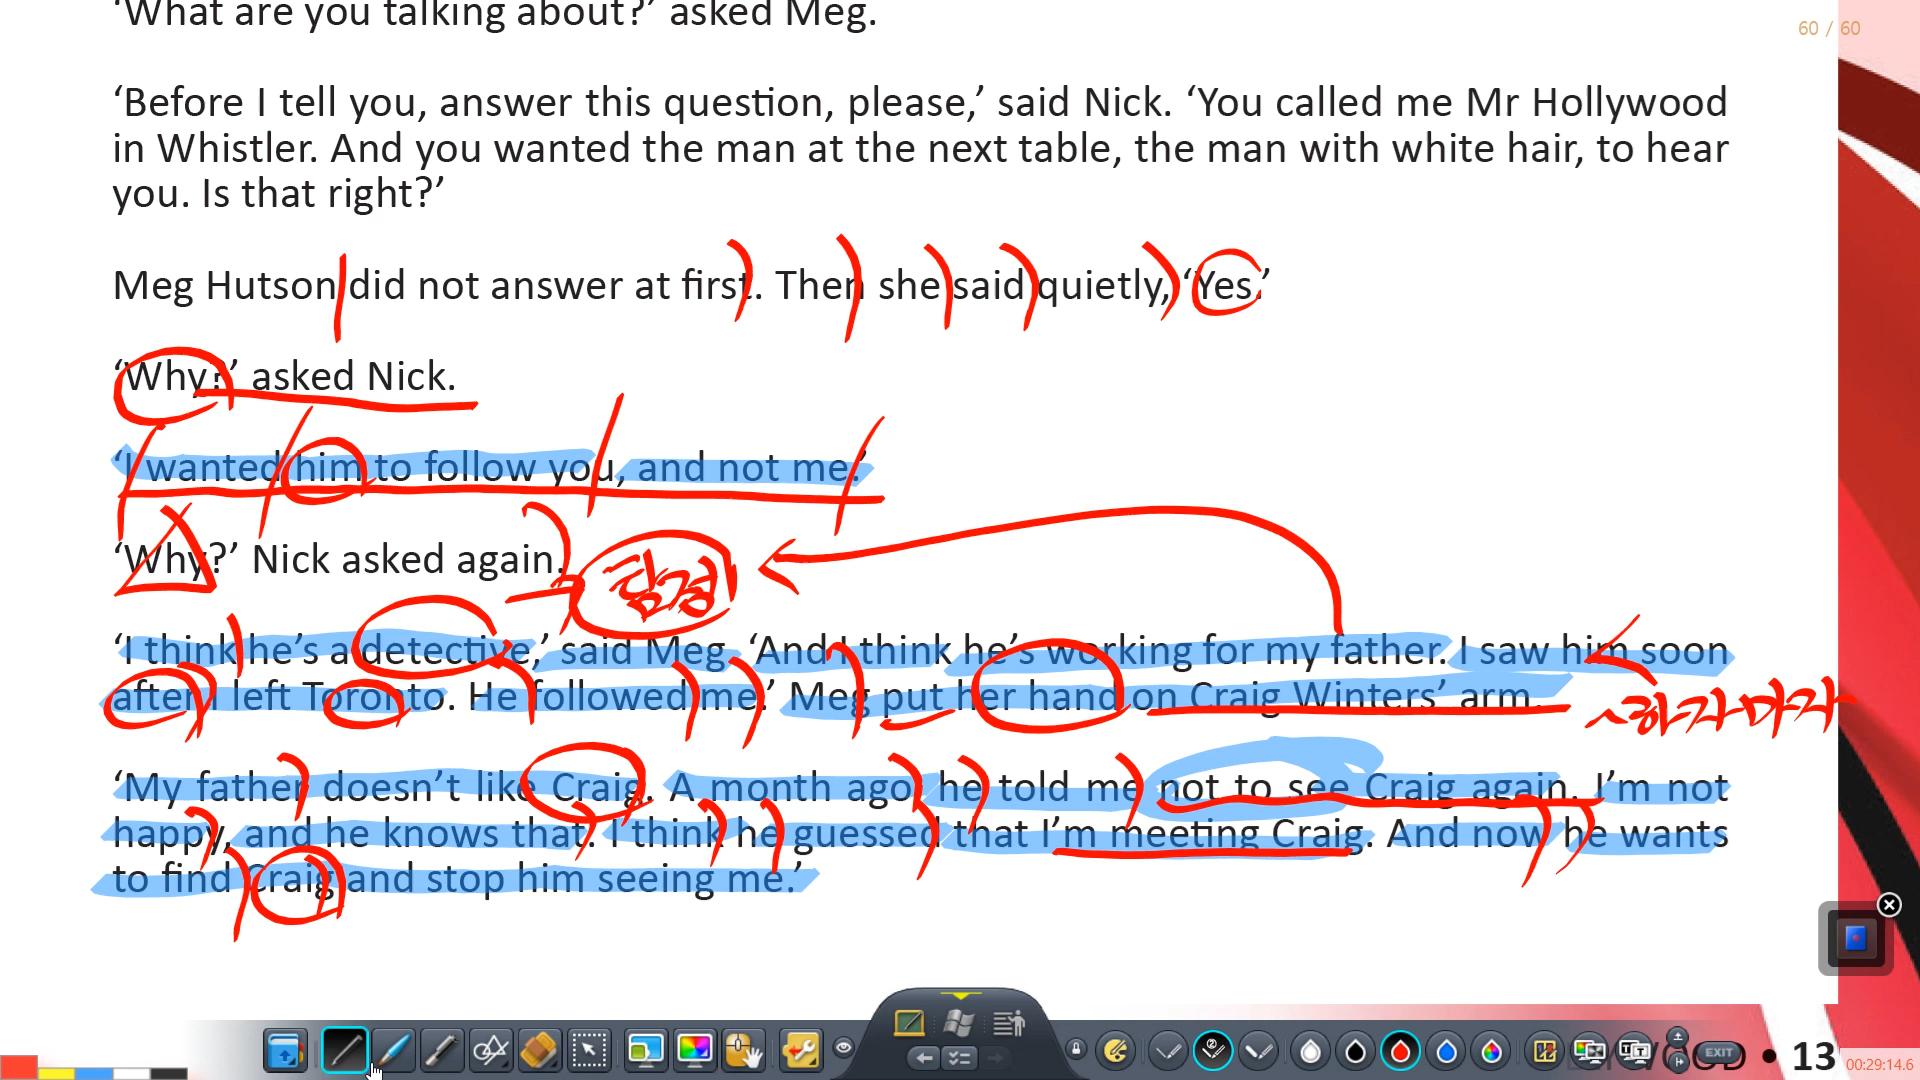 ‘What are you talking about?’ asked Meg.
60 / 60
‘Before I tell you, answer this question, please,’ said Nick. ‘You called me Mr Hollywood
in Whistler. And you wanted the man at the next table, the man with white hair, to hear
you. Is that right?’
Meg Hutson did not answer at first. Then she said quietly, ‘Yes.’
‘Why?’ asked Nick.
‘I wanted him to follow you, and not me.’
‘Why?’ Nick asked again.
탐정
‘I think he’s a detective,’ said Meg. ‘And I think he’s working for my father. I saw him soon
after I left Toronto. He followed me.’ Meg put her hand on Craig Winters’ arm.
~하자마자
‘My father doesn’t like Craig. A month ago, he told me not to see Craig again. I’m not
happy, and he knows that. I think he guessed that I’m meeting Craig. And now he wants
to find Craig and stop him seeing me.’
EXIT
• 13
00:29:14.6